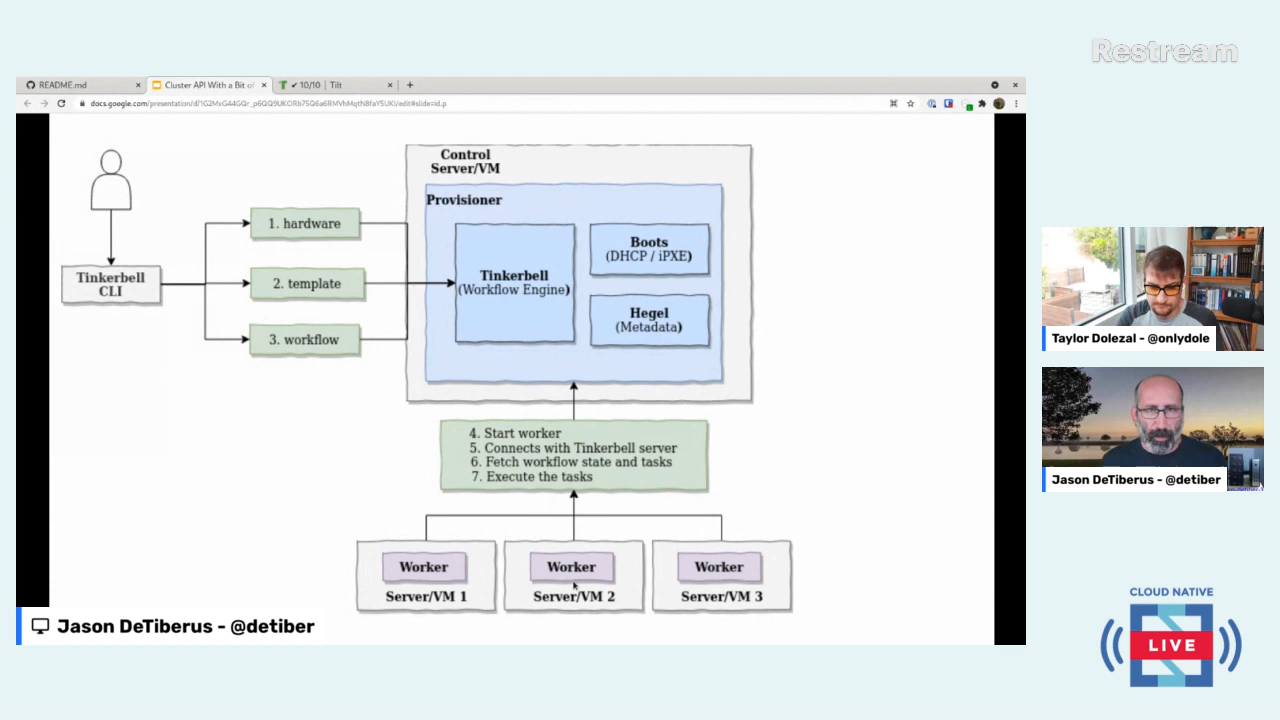 Restream
README.md
Cluster API With a Bit of
✔ 10/10 | Tilt
Control
Server/VM
Provisioner
1. hardware
Boots
(DHCP / iPXE)
Tinkerbell
CLI
2. template
Tinkerbell
(Workflow Engine)
Hegel
(Metadata)
3. workflow
4. Start worker
5. Connects with Tinkerbell server
6. Fetch workflow state and tasks
7. Execute the tasks
Worker
Worker
Worker
Server/VM 1
Server/VM 2
Server/VM 3
Jason DeTiberus - @detiber
Taylor Dolezal - @onlydole
Jason DeTiberus - @detiber
CLOUD NATIVE
LIVE